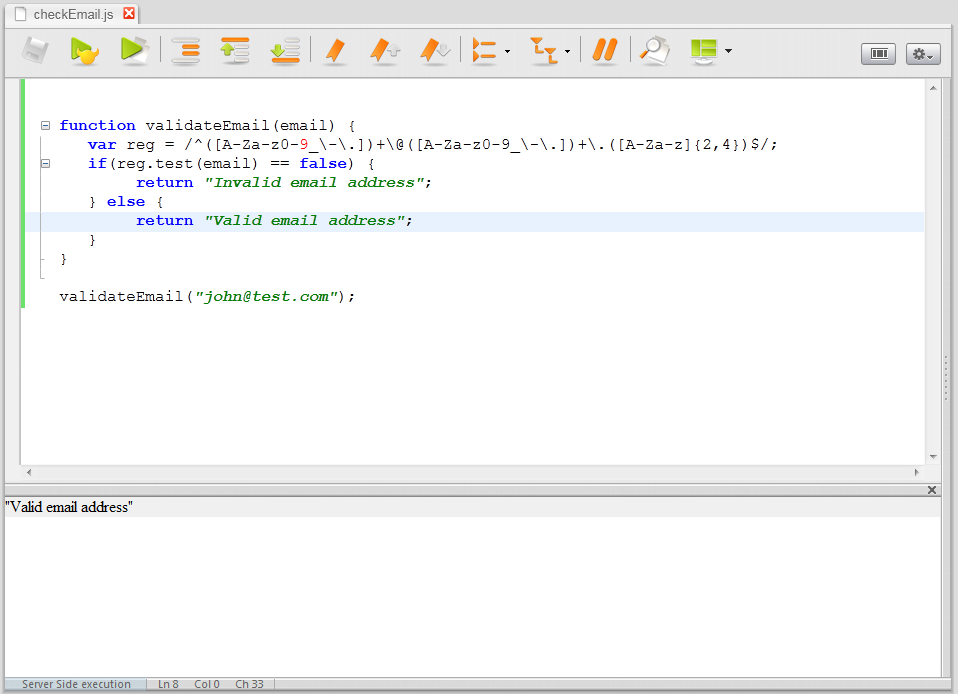 checkEmail.js
function validateEmail(email) {
var reg = /^([A-Za-z0-9_\-\.])+\@([A-Za-z0-9_\-\.])+\.([A-Za-z]{2,4})$/;
if(reg.test(email) == false) {
return "Invalid email address";
} else {
return "Valid email address";
}
}
validateEmail("john@test.com");
"Valid email address"
Server Side execution Ln 8 Col 0 Ch 33